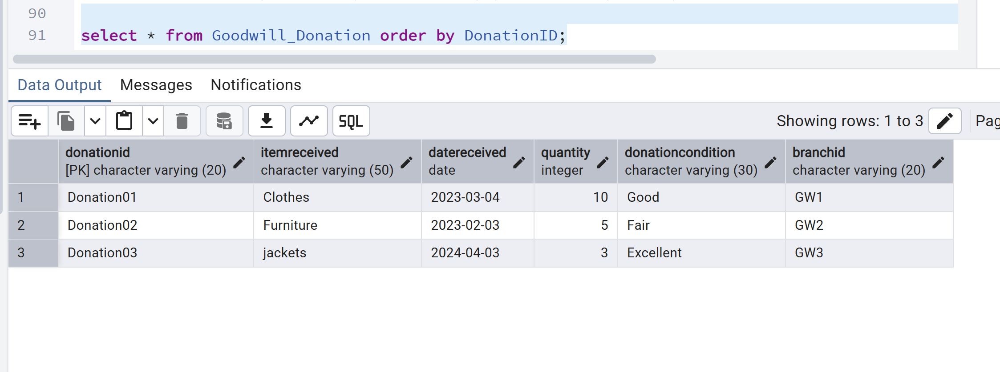 90
91 select * from Goodwill_Donation order by DonationID;
Data Output Messages Notifications
SQL Showing rows: 1 to 3
donationid itemreceived datereceived quantity donationcondition branchid
[PK] character varying (20) character varying (50) date integer character varying (30) character varying (20)
1 Donation01 Clothes 2023-03-04 10 Good GW1
2 Donation02 Furniture 2023-02-03 5 Fair GW2
3 Donation03 jackets 2024-04-03 3 Excellent GW3